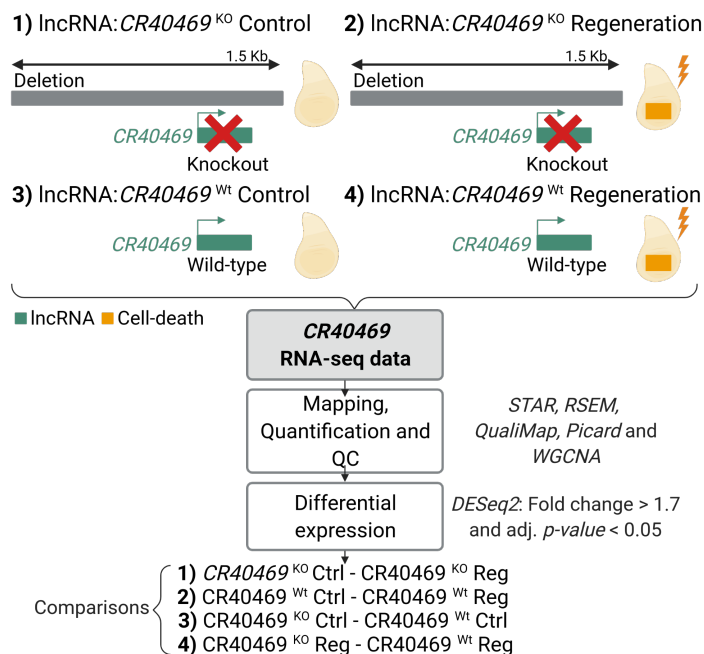 1) lncRNA:CR40469 KO Control
1.5 Kb
Deletion
CR40469
Knockout
2) lncRNA:CR40469 KO Regeneration
1.5 Kb
Deletion
CR40469
Knockout
3) lncRNA:CR40469 Wt Control
CR40469
Wild-type
4) lncRNA:CR40469 Wt Regeneration
CR40469
Wild-type
lncRNA
Cell-death
CR40469
RNA-seq data
Mapping,
Quantification and
QC
STAR, RSEM,
QualiMap, Picard and
WGCNA
Differential
expression
DESeq2: Fold change > 1.7
and adj. p-value < 0.05
Comparisons
1) CR40469 KO Ctrl - CR40469 KO Reg
2) CR40469 Wt Ctrl - CR40469 Wt Reg
3) CR40469 KO Ctrl - CR40469 Wt Ctrl
4) CR40469 KO Reg - CR40469 Wt Reg